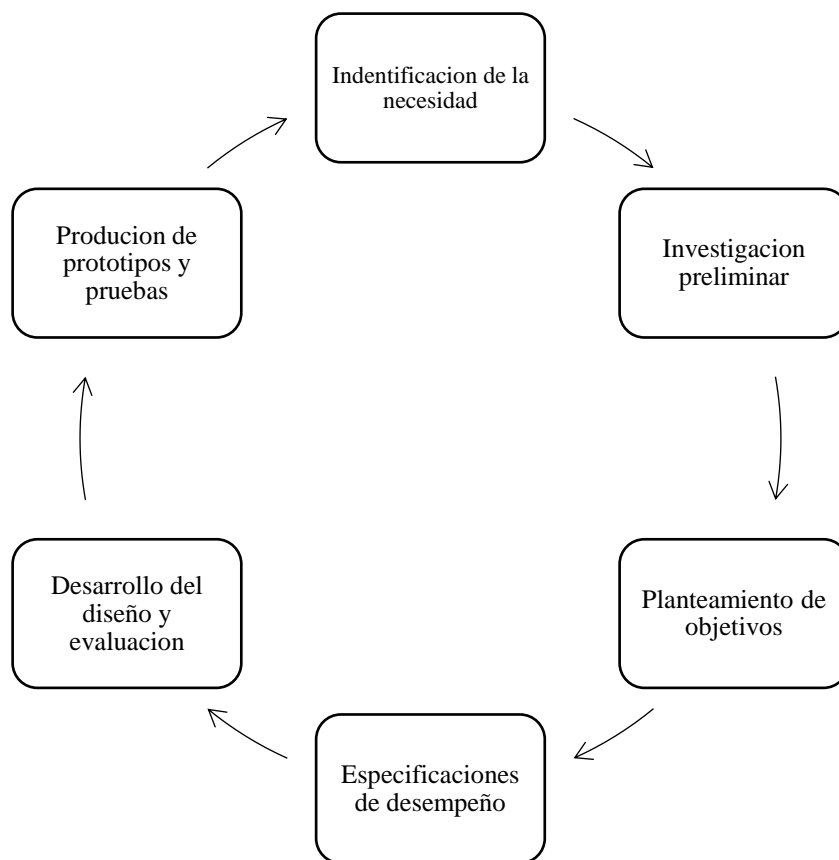 Indentificacion de la
necesidad
Investigacion
preliminar
Planteamiento de
objetivos
Especificaciones
de desempeño
Desarrollo del
diseño y
evaluacion
Producion de
prototipos y
pruebas